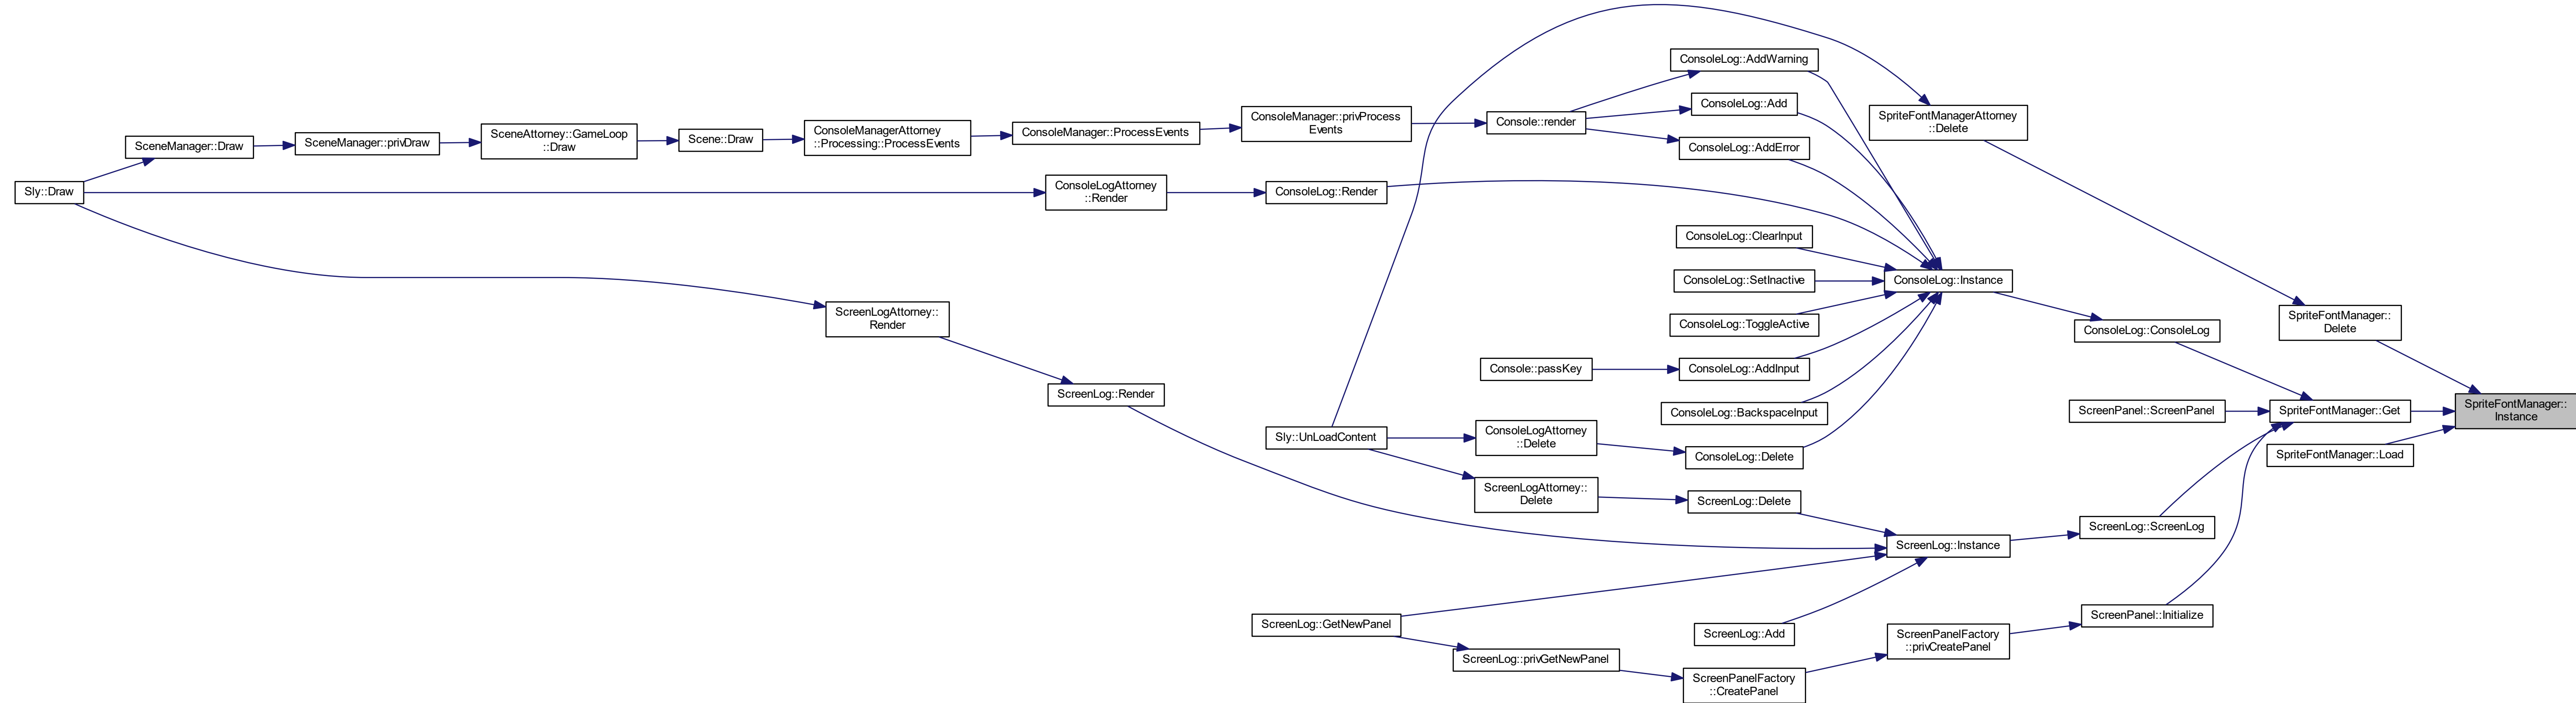 ConsoleLog::AddWarning
ConsoleLog::Add
SpriteFontManagerAttorney
::Delete
ConsoleManager::privProcess
Events
Console::render
ConsoleManagerAttorney
::Processing::ProcessEvents
ConsoleManager::ProcessEvents
SceneAttorney::GameLoop
::Draw
Scene::Draw
SceneManager::privDraw
SceneManager::Draw
ConsoleLog::AddError
Sly::Draw
ConsoleLogAttorney
::Render
ConsoleLog::Render
ConsoleLog::ClearInput
ConsoleLog::SetInactive
ConsoleLog::Instance
ScreenLogAttorney::
Render
ConsoleLog::ToggleActive
ConsoleLog::ConsoleLog
SpriteFontManager::
Delete
Console::passKey
ConsoleLog::AddInput
ScreenLog::Render
ConsoleLog::BackspaceInput
ScreenPanel::ScreenPanel
SpriteFontManager::Get
SpriteFontManager::
Instance
Sly::UnLoadContent
ConsoleLogAttorney
::Delete
ConsoleLog::Delete
SpriteFontManager::Load
ScreenLogAttorney::
Delete
ScreenLog::Delete
ScreenLog::ScreenLog
ScreenLog::Instance
ScreenPanel::Initialize
ScreenLog::GetNewPanel
ScreenLog::Add
ScreenPanelFactory
::privCreatePanel
ScreenLog::privGetNewPanel
ScreenPanelFactory
::CreatePanel